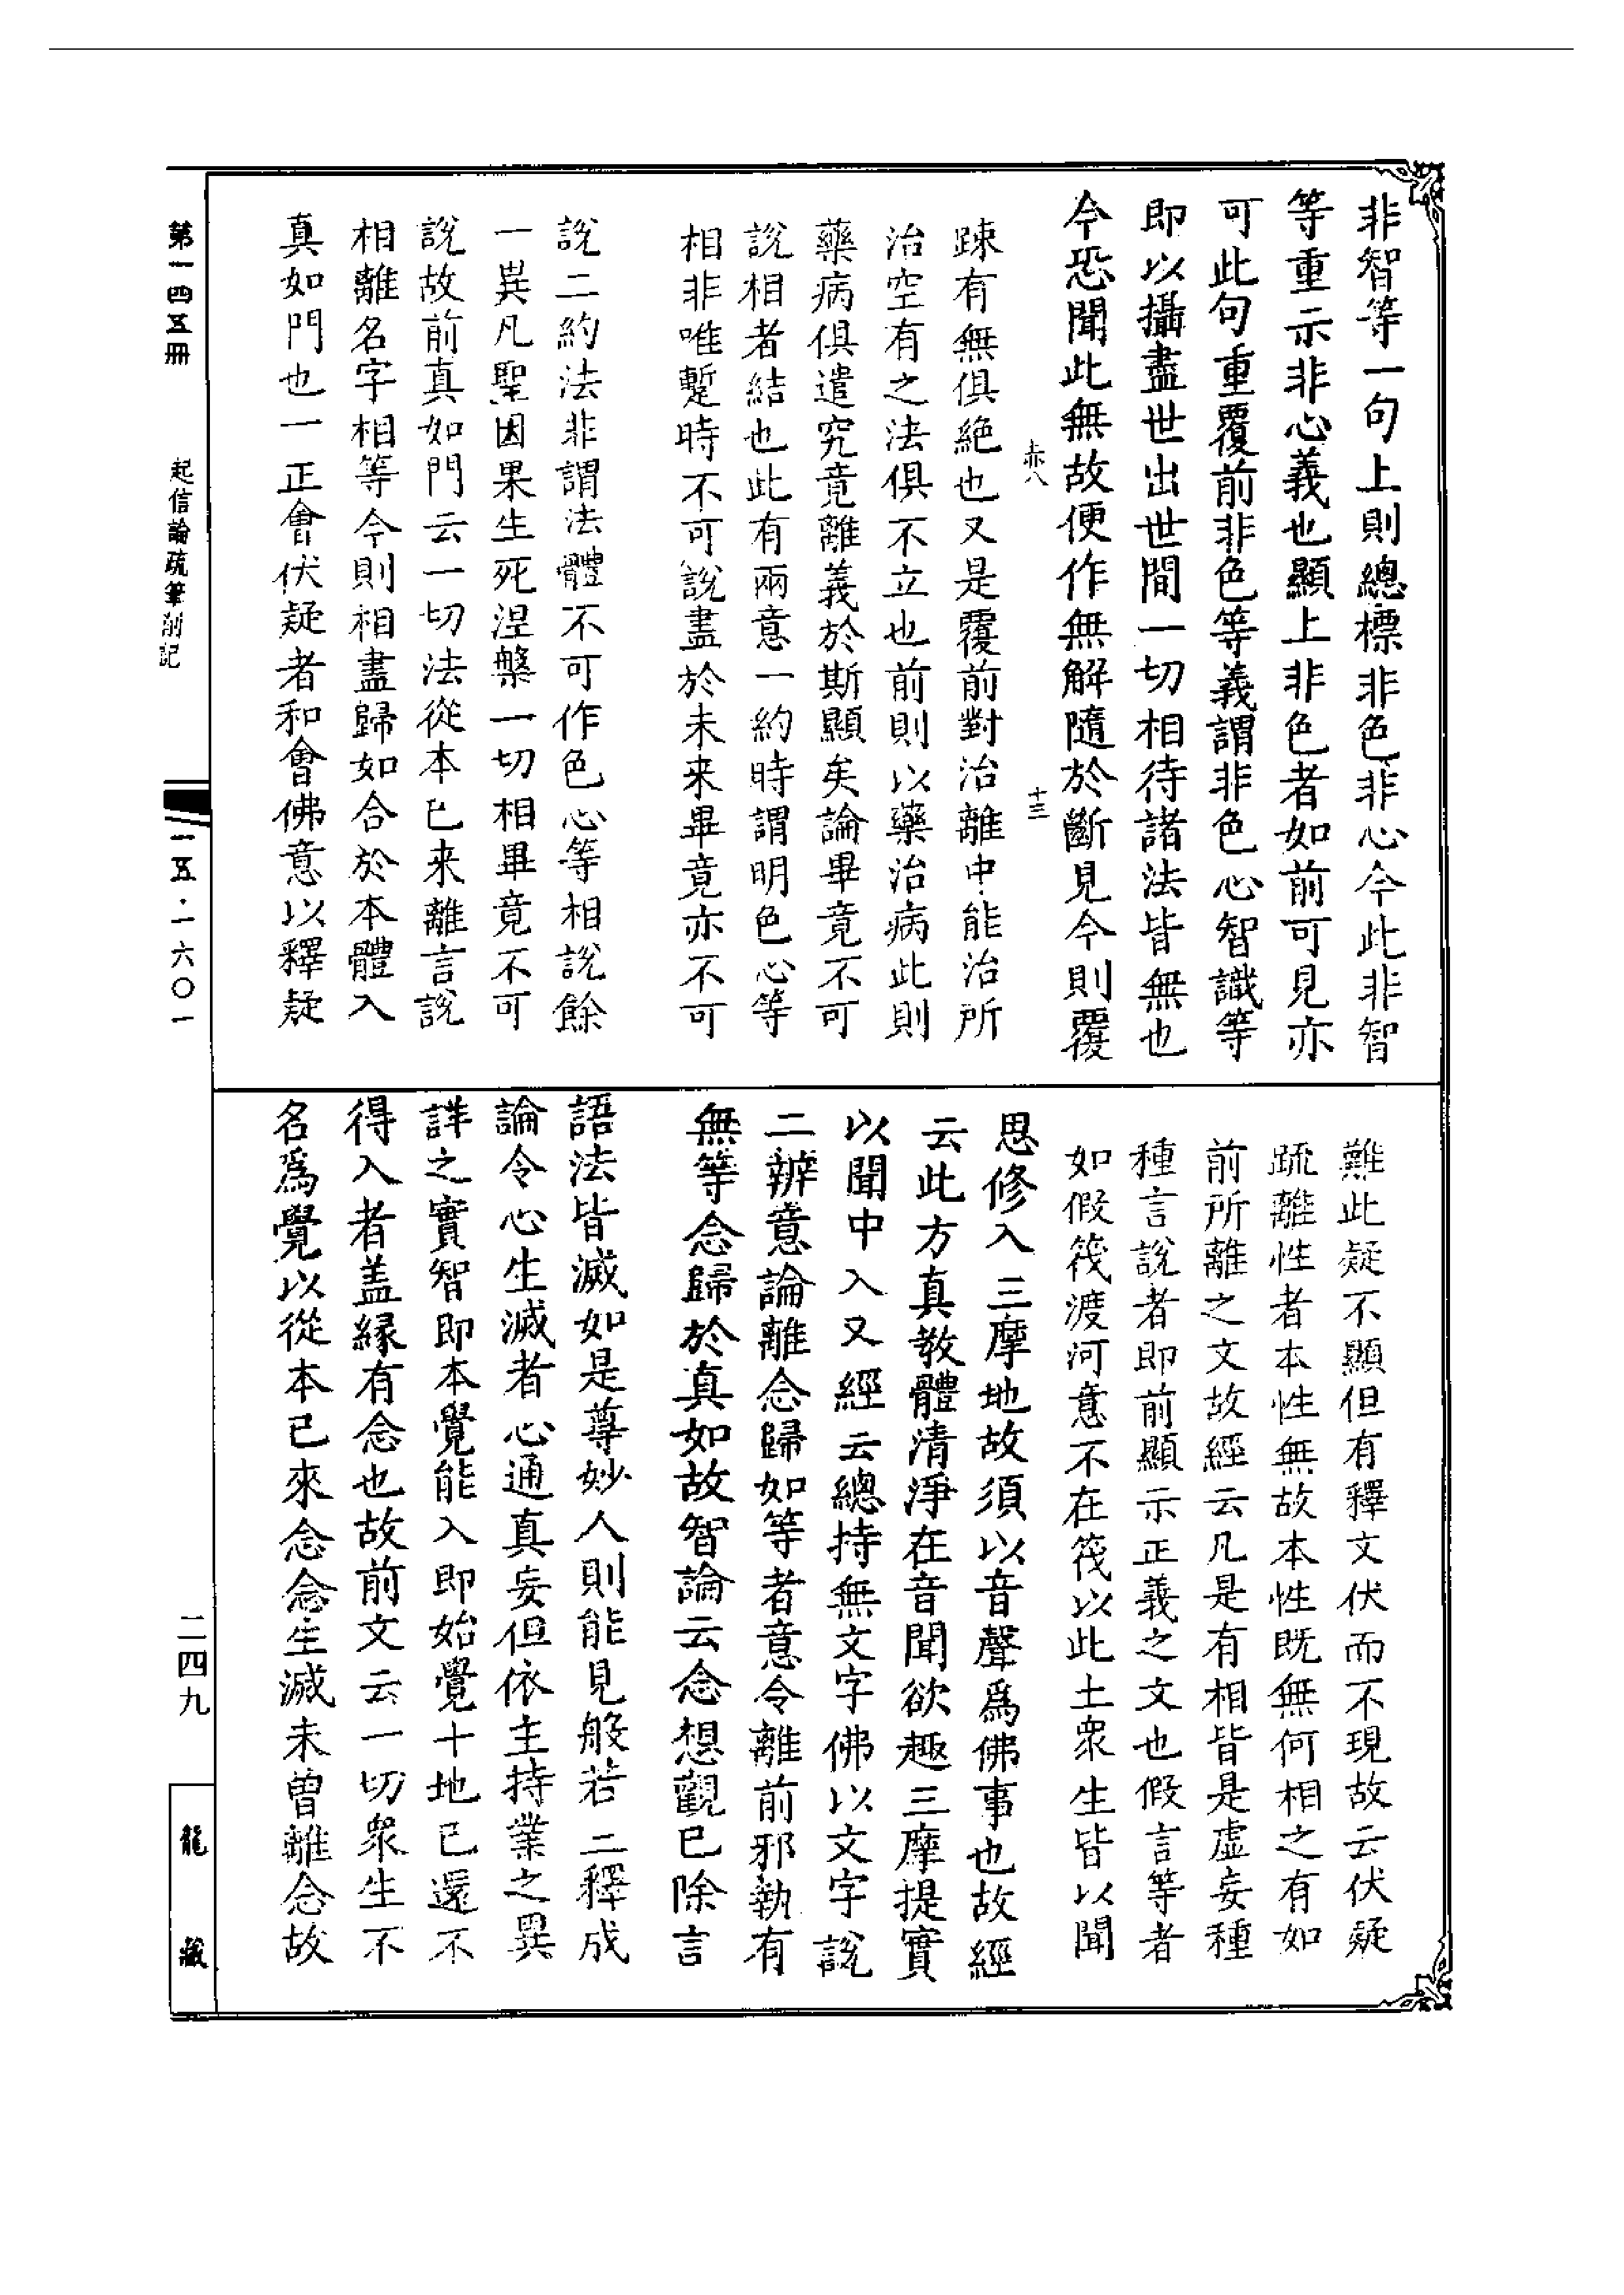 非智等一句上則總標非色非心今此非智
等重示非心義也顯上非色者如前可見亦
可此句重覆前非色等義謂非色心智識等
即以攝盡世出世間一切相待諸法皆無也
今恐聞此無故便作無解隨於斷見今則覆
赤八
十三
踈有無俱絶也又是覆前對治離中能治所
治空有之法俱不立也前則以藥治病此則
藥病俱遣究竟離義於斯顯矣論畢竟不可
說相者結也此有兩意一約時謂明色心等
相非唯蹔時不可說盡於未来畢竟亦不可
說二約法非謂法體不可作色心等相說餘
一異凡聖因果生死涅槃一切相畢竟不可
說故前真如門云一切法從本已来離言說
相離名字相等今則相盡歸如合於本體入
真如門也一正會伏疑者和會佛意以釋疑
難此疑不顯但有釋文伏而不現故云伏疑
䟽離性者本性無故本性既無何相之有如
前所離之文故經云凡是有相皆是虛妄種
種言說者即前顯示正義之文也假言等者
如假筏渡河意不在筏以此土衆生皆以聞
思修入三摩地故須以音聲爲佛事也故經
云此方真教體清淨在音聞欲趣三摩提實
以聞中入又經云總持無文字佛以文字說
二辨意論離念歸如等者意令離前邪執有
無等念歸於真如故智論云念想觀已除言
語法皆滅如是尊妙人則能見般若二釋成
論令心生滅者心通真妄但依主持業之異
詳之實智即本覺能入即始覺十地已還不
得入者盖緣有念也故前文云一切衆生不
名爲覺以從本已來念念生滅未曾離念故
第一四五冊
起信論疏筆削記
一五·一六〇一
二四九
龍藏